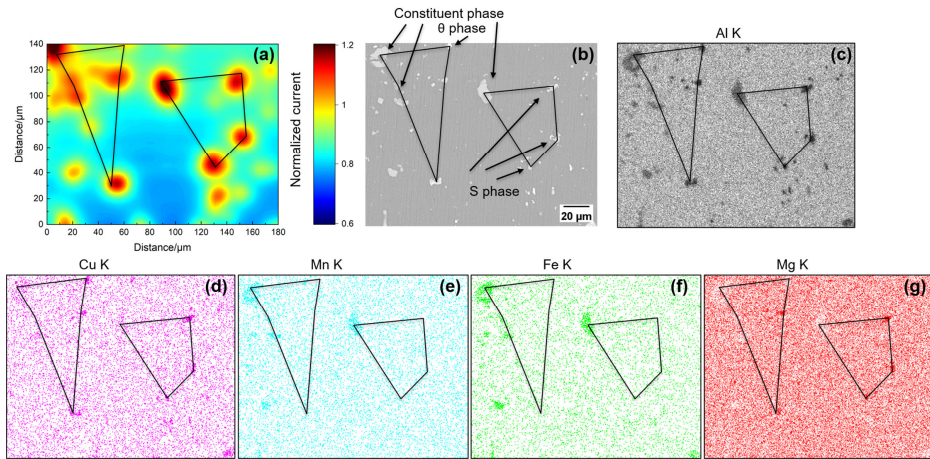 Constituent phase
θ phase
Al K
140
120
100
80
60
40
20
0
Distance/μm
(a)
0 20 40 60 80 100 120 140 160 180
Distance/μm
1.2
1
0.8
0.6
Normalized current
(b)
S phase
20 μm
(c)
Cu K
Mn K
Fe K
Mg K
(d)
(e)
(f)
(g)